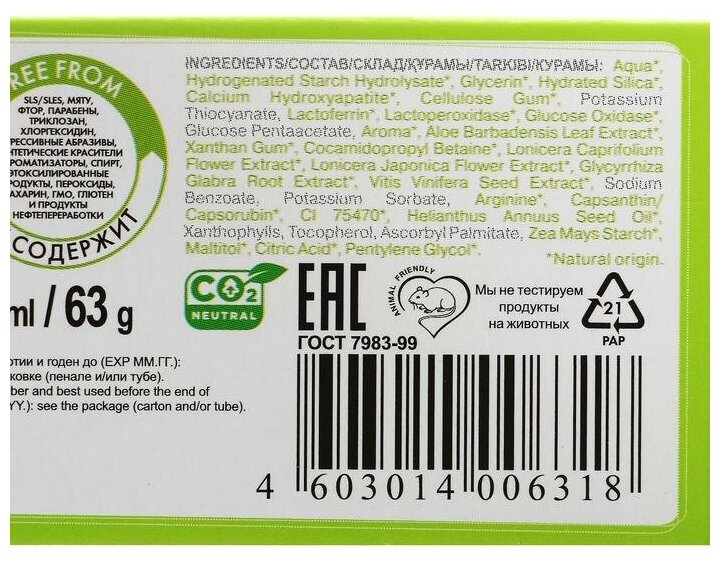 FREE FROM
SLS/SLES, МЯТУ,
ФТОР, ПАРАБЕНЫ,
ТРИКЛОЗАН,
ХЛОРГЕКСИДИН,
РЕССИВНЫЕ АБРАЗИВЫ,
ТЕТИЧЕСКИЕ КРАСИТЕЛИ
РОМАТИЗАТОРЫ, СПИРТ,
ЭТОКСИЛИРОВАННЫЕ
РОДУКТЫ, ПЕРОКСИДЫ,
АХАРИН, ГМО, ГЛЮТЕН
И ПРОДУКТЫ
НЕФТЕПЕРЕРАБОТКИ
СОДЕРЖИТ
ml / 63 g
ртии и годен до (EXP ММ.ГГ.):
аковке (пенале и/или тубе).
ber and best used before the end of
YY.): see the package (carton and/or tube).
INGREDIENTS/СОСТАВ/СКЛАД/ҚҰРАМЫ/TARKIBI/КУРАМЫ: Aqua*,
Hydrogenated Starch Hydrolysate*, Glycerin*, Hydrated Silica*,
Calcium Hydroxyapatite*, Cellulose Gum*, Potassium
Thiocyanate, Lactoferrin*, Lactoperoxidase*, Glucose Oxidase*,
Glucose Pentaacetate, Aroma*, Aloe Barbadensis Leaf Extract*,
Xanthan Gum*, Cocamidopropyl Betaine*, Lonicera Caprifolium
Flower Extract*, Lonicera Japonica Flower Extract*, Glycyrrhiza
Glabra Root Extract*, Vitis Vinifera Seed Extract*, Sodium
Benzoate, Potassium Sorbate, Arginine*, Capsanthin/
Capsorubin*, CI 75470*, Helianthus Annuus Seed Oil*,
Xanthophylls, Tocopherol, Ascorbyl Palmitate, Zea Mays Starch*,
Maltitol*, Citric Acid*, Pentylene Glycol*.
*Natural origin.
CO2
NEUTRAL
EAC
ГОСТ 7983-99
ANIMAL FRIENDLY
Мы не тестируем
продукты
на животных
21
PAP
4 603014 006318